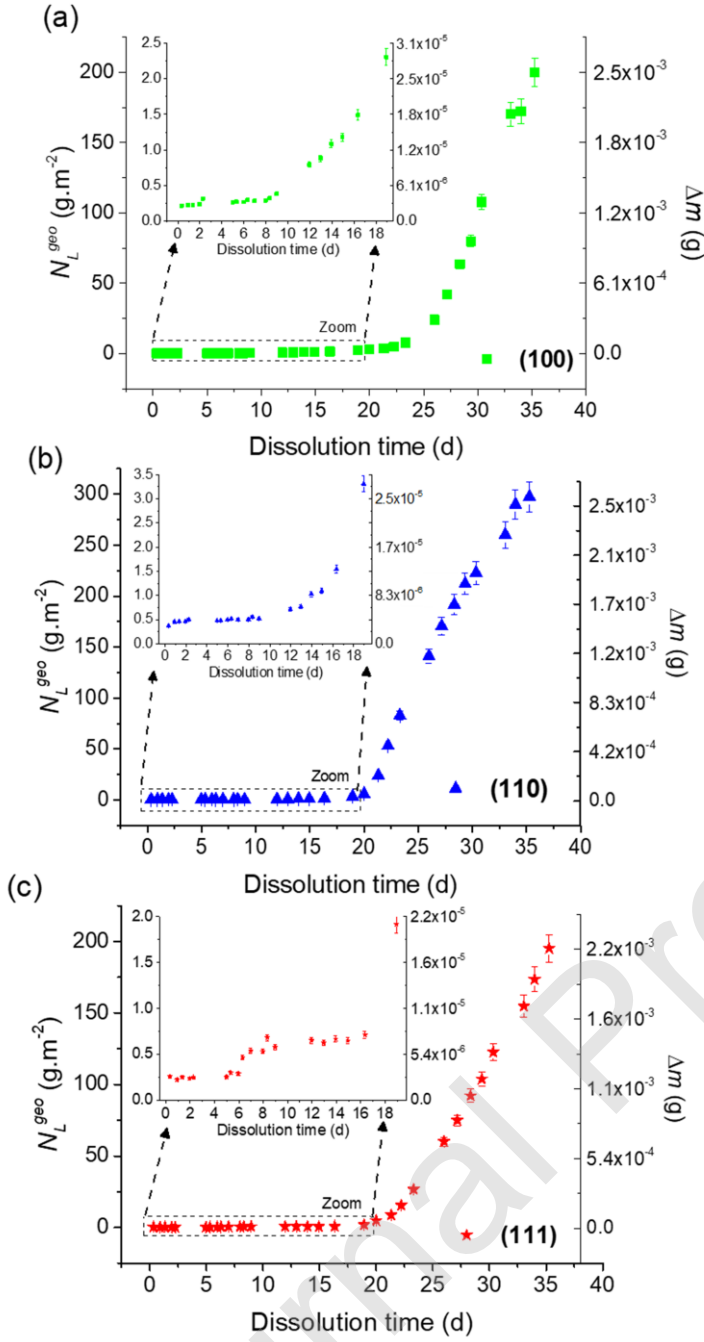 (a)
2.5
2.0
1.5
1.0
0.5
0.0
3.1x10⁻⁵
2.5x10⁻⁵
1.8x10⁻⁵
1.2x10⁻⁵
6.1x10⁻⁶
0.0
0 2 4 6 8 10 12 14 16 18
Dissolution time (d)
200
150
100
50
0
N_L^geo (g.m⁻²)
2.5x10⁻³
1.8x10⁻³
1.2x10⁻³
6.1x10⁻⁴
0.0
Δm (g)
Zoom
(100)
0 5 10 15 20 25 30 35 40
Dissolution time (d)
(b)
3.5
3.0
2.5
2.0
1.5
1.0
0.5
0.0
2.5x10⁻⁵
1.7x10⁻⁵
8.3x10⁻⁶
0.0
0 2 4 6 8 10 12 14 16 18
Dissolution time (d)
300
250
200
150
100
50
0
N_L^geo (g.m⁻²)
2.5x10⁻³
2.1x10⁻³
1.7x10⁻³
1.2x10⁻³
8.3x10⁻⁴
4.2x10⁻⁴
0.0
Δm (g)
Zoom
(110)
0 5 10 15 20 25 30 35 40
Dissolution time (d)
(c)
2.0
1.5
1.0
0.5
0.0
2.2x10⁻⁵
2.2x10⁻⁵
1.1x10⁻⁵
5.4x10⁻⁶
0.0
0 2 4 6 8 10 12 14 16 18
Dissolution time (d)
200
150
100
50
0
N_L^geo (g.m⁻²)
2.2x10⁻³
1.6x10⁻³
1.1x10⁻³
5.4x10⁻⁴
0.0
Δm (g)
Zoom
(111)
0 5 10 15 20 25 30 35 40
Dissolution time (d)